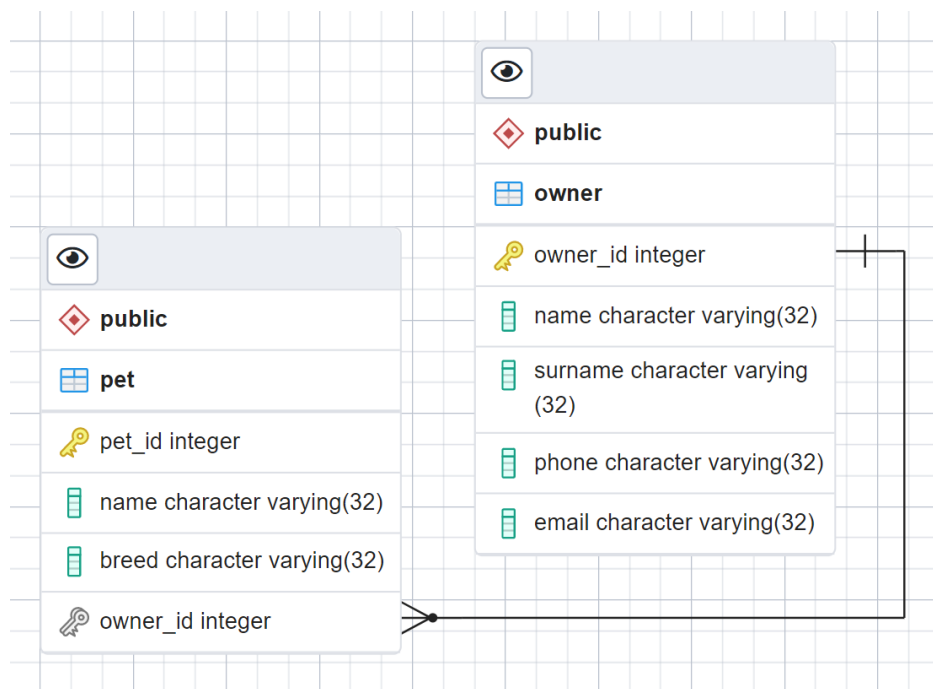 public
owner
owner_id integer
name character varying(32)
surname character varying
(32)
phone character varying(32)
email character varying(32)
public
pet
pet_id integer
name character varying(32)
breed character varying(32)
owner_id integer